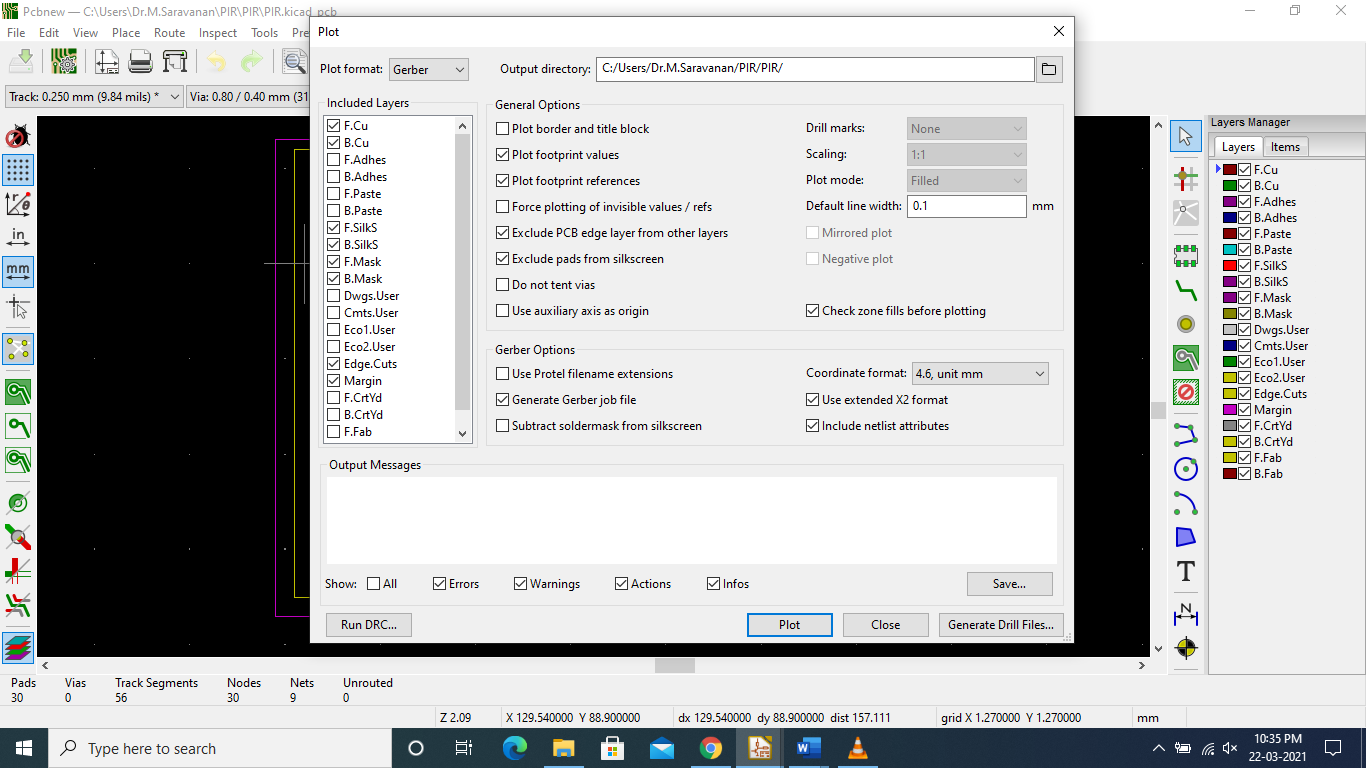 Pcbnew — C:\Users\Dr.M.Saravanan\PIR\PIR\PIR.kicad_pcb
File Edit View Place Route Inspect Tools Pre
Track: 0.250 mm (9.84 mils) * Via: 0.80 / 0.40 mm (31
in
mm
Plot
Plot format: Gerber Output directory: C:/Users/Dr.M.Saravanan/PIR/PIR/
Included Layers
F.Cu
B.Cu
F.Adhes
B.Adhes
F.Paste
B.Paste
F.SilkS
B.SilkS
F.Mask
B.Mask
Dwgs.User
Cmts.User
Eco1.User
Eco2.User
Edge.Cuts
Margin
F.CrtYd
B.CrtYd
F.Fab
General Options
Plot border and title block Drill marks: None
Plot footprint values Scaling: 1:1
Plot footprint references Plot mode: Filled
Force plotting of invisible values / refs Default line width: 0.1 mm
Exclude PCB edge layer from other layers Mirrored plot
Exclude pads from silkscreen Negative plot
Do not tent vias
Use auxiliary axis as origin Check zone fills before plotting
Gerber Options
Use Protel filename extensions Coordinate format: 4.6, unit mm
Generate Gerber job file Use extended X2 format
Subtract soldermask from silkscreen Include netlist attributes
Output Messages
Show: All Errors Warnings Actions Infos Save...
Run DRC... Plot Close Generate Drill Files...
Layers Manager
Layers Items
F.Cu
B.Cu
F.Adhes
B.Adhes
F.Paste
B.Paste
F.SilkS
B.SilkS
F.Mask
B.Mask
Dwgs.User
Cmts.User
Eco1.User
Eco2.User
Edge.Cuts
Margin
F.CrtYd
B.CrtYd
F.Fab
B.Fab
T
N
Pads Vias Track Segments Nodes Nets Unrouted
30 0 56 30 9 0
Z 2.09 X 129.540000 Y 88.900000 dx 129.540000 dy 88.900000 dist 157.111 grid X 1.270000 Y 1.270000 mm
Type here to search
W
10:35 PM
22-03-2021